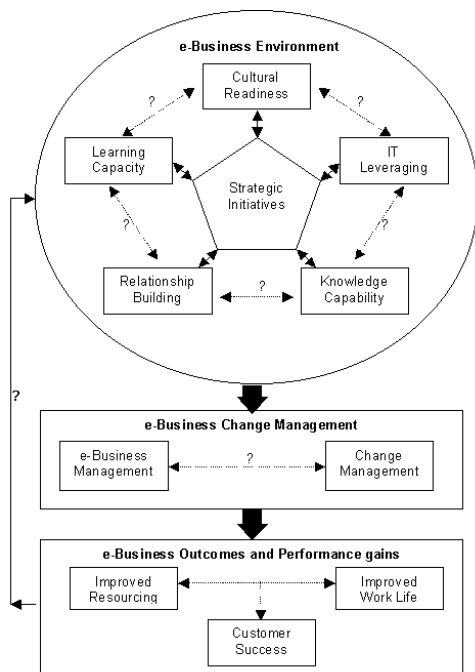 e-Business Environment
Cultural
Readiness
?
?
Learning
Capacity
IT
Leveraging
Strategic
Initiatives
?
?
Relationship
Building
?
Knowledge
Capability
?
e-Business Change Management
e-Business
Management
?
Change
Management
e-Business Outcomes and Performance gains
Improved
Resourcing
Improved
Work Life
Customer
Success